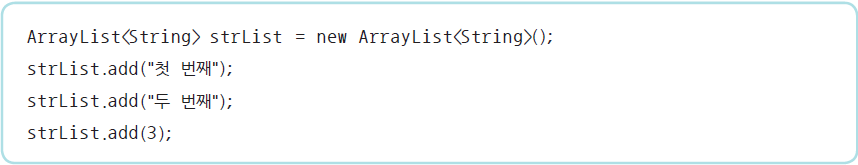 ArrayList<String> strList = new ArrayList<String>();
strList.add("첫 번째");
strList.add("두 번째");
strList.add(3);